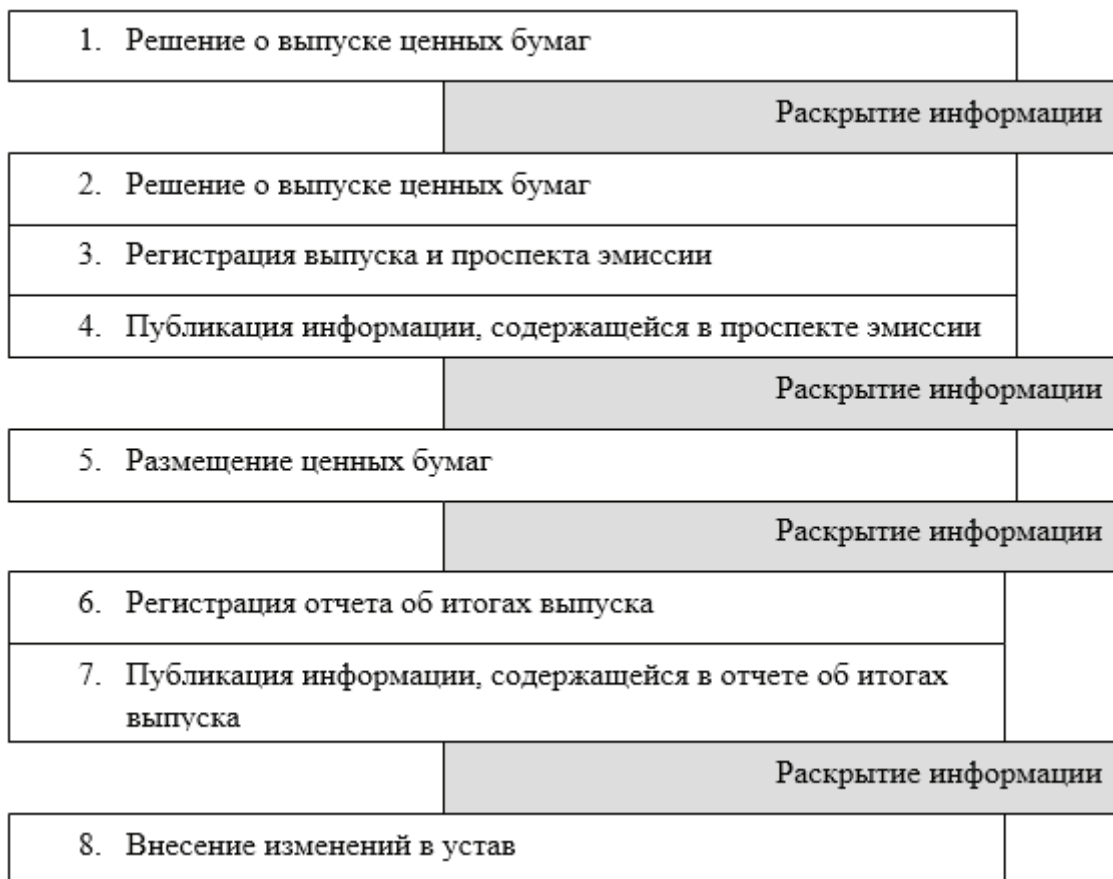 1. Решение о выпуске ценных бумаг
Раскрытие информации
2. Решение о выпуске ценных бумаг
3. Регистрация выпуска и проспекта эмиссии
4. Публикация информации, содержащейся в проспекте эмиссии
Раскрытие информации
5. Размещение ценных бумаг
Раскрытие информации
6. Регистрация отчета об итогах выпуска
7. Публикация информации, содержащейся в отчете об итогах
выпуска
Раскрытие информации
8. Внесение изменений в устав